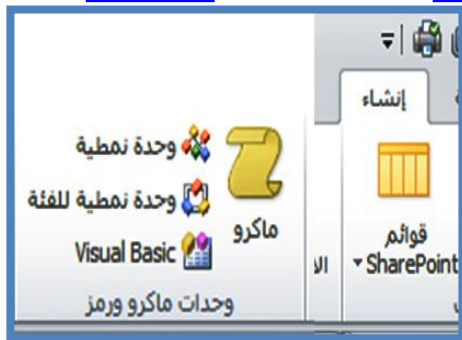 إنشاء
قوائم
SharePoint
ماكرو
وحدة نمطية
وحدة نمطية للفئة
Visual Basic
وحدات ماكرو ورمز